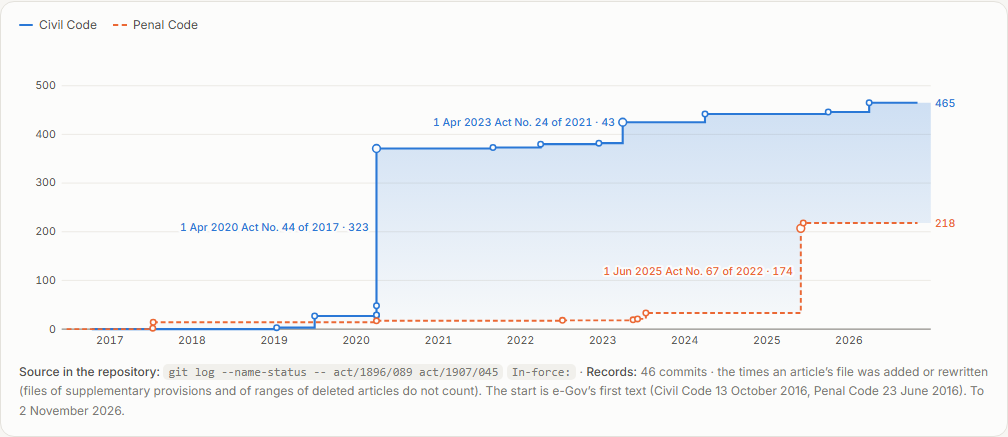 Civil Code Penal Code
500
1 Apr 2023 Act No. 24 of 2021 · 43
400
300
1 Apr 2020 Act No. 44 of 2017 · 323
200
1 Jun 2025 Act No. 67 of 2022 · 174
100
0
465
218
2017 2018 2019 2020 2021 2022 2023 2024 2025 2026
Source in the repository: git log --name-status -- act/1896/089 act/1907/045 In-force: · Records: 46 commits · the times an article's file was added or rewritten
(files of supplementary provisions and of ranges of deleted articles do not count). The start is e-Gov's first text (Civil Code 13 October 2016, Penal Code 23 June 2016). To
2 November 2026.